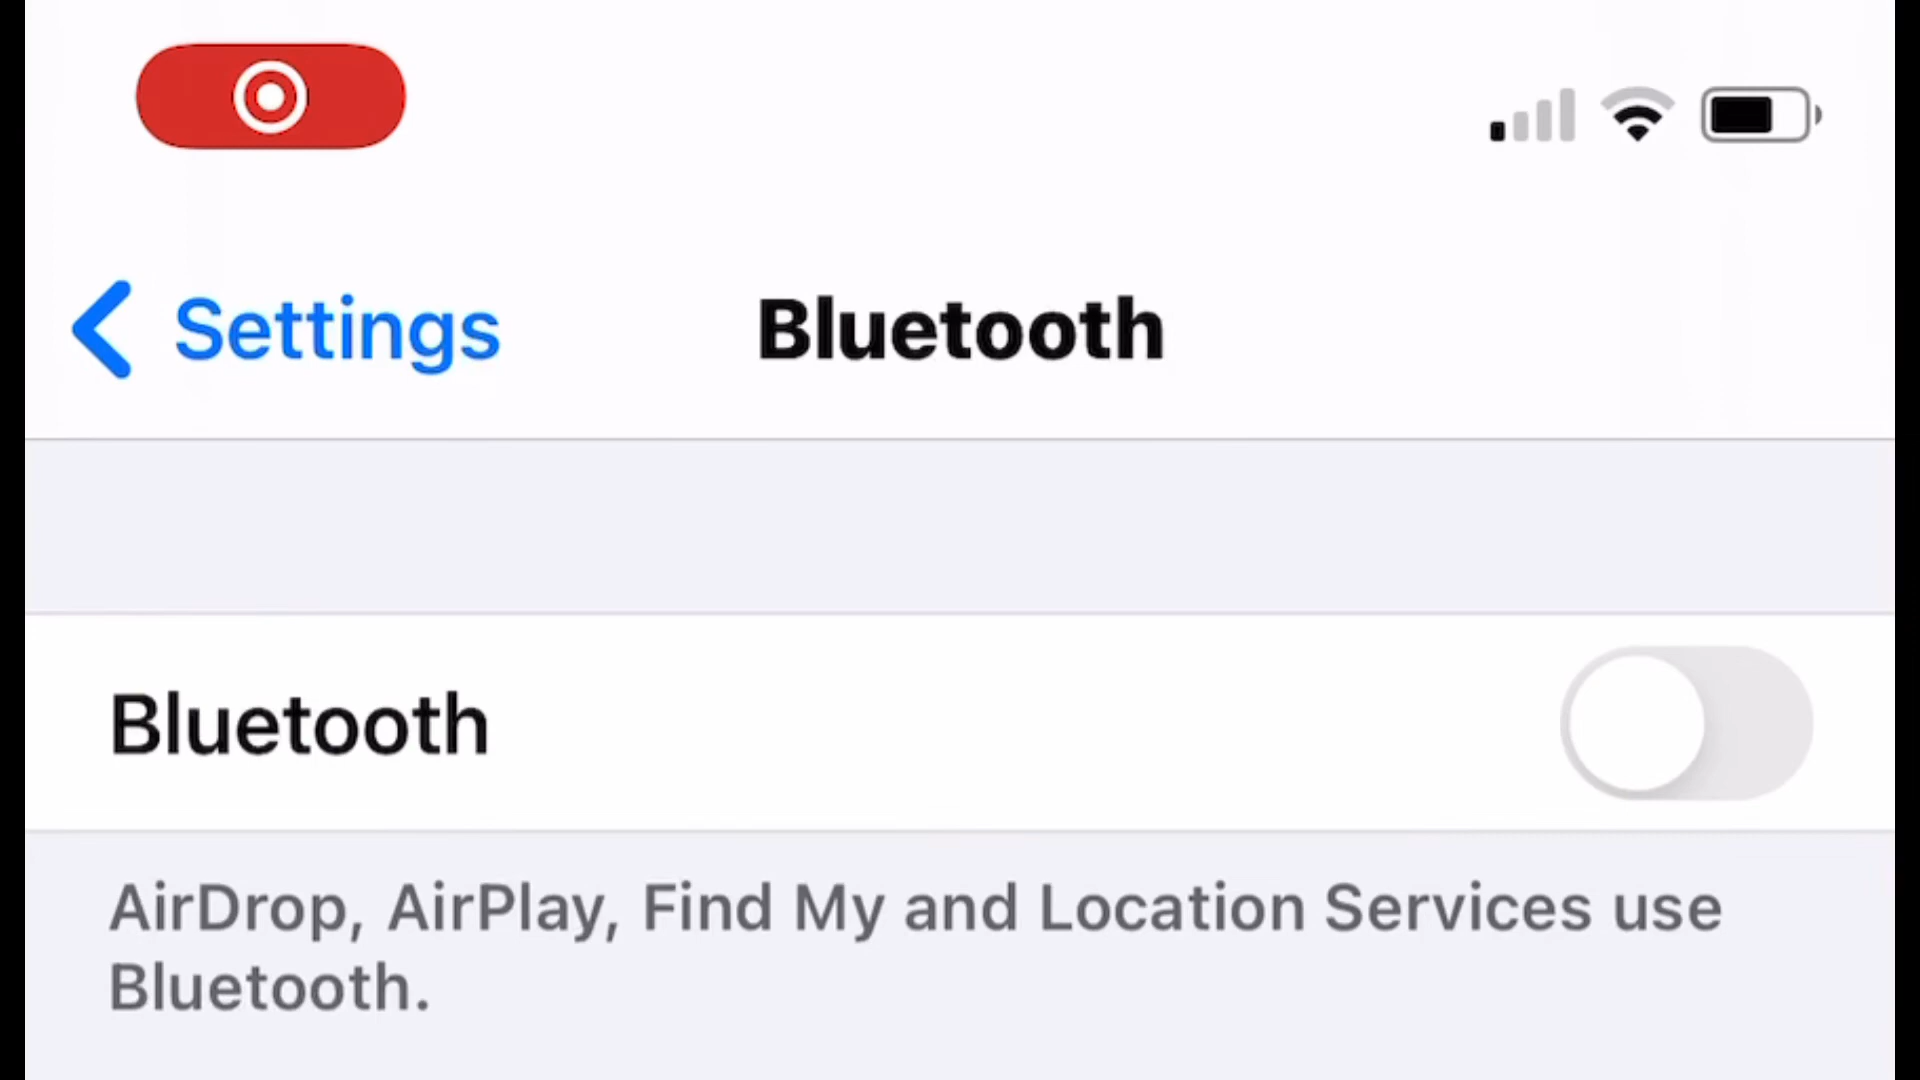 Settings
Bluetooth
Bluetooth
AirDrop, AirPlay, Find My and Location Services use
Bluetooth.